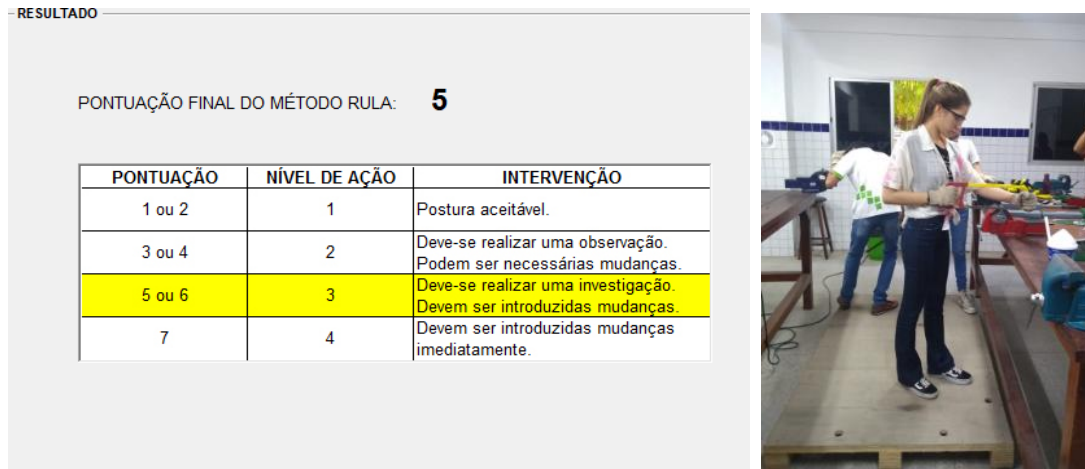 RESULTADO
PONTUAÇÃO FINAL DO MÉTODO RULA: 5
PONTUAÇÃO NÍVEL DE AÇÃO INTERVENÇÃO
1 ou 2 1 Postura aceitável.
3 ou 4 2 Deve-se realizar uma observação.
Podem ser necessárias mudanças.
5 ou 6 3 Deve-se realizar uma investigação.
Devem ser introduzidas mudanças.
7 4 Devem ser introduzidas mudanças
imediatamente.